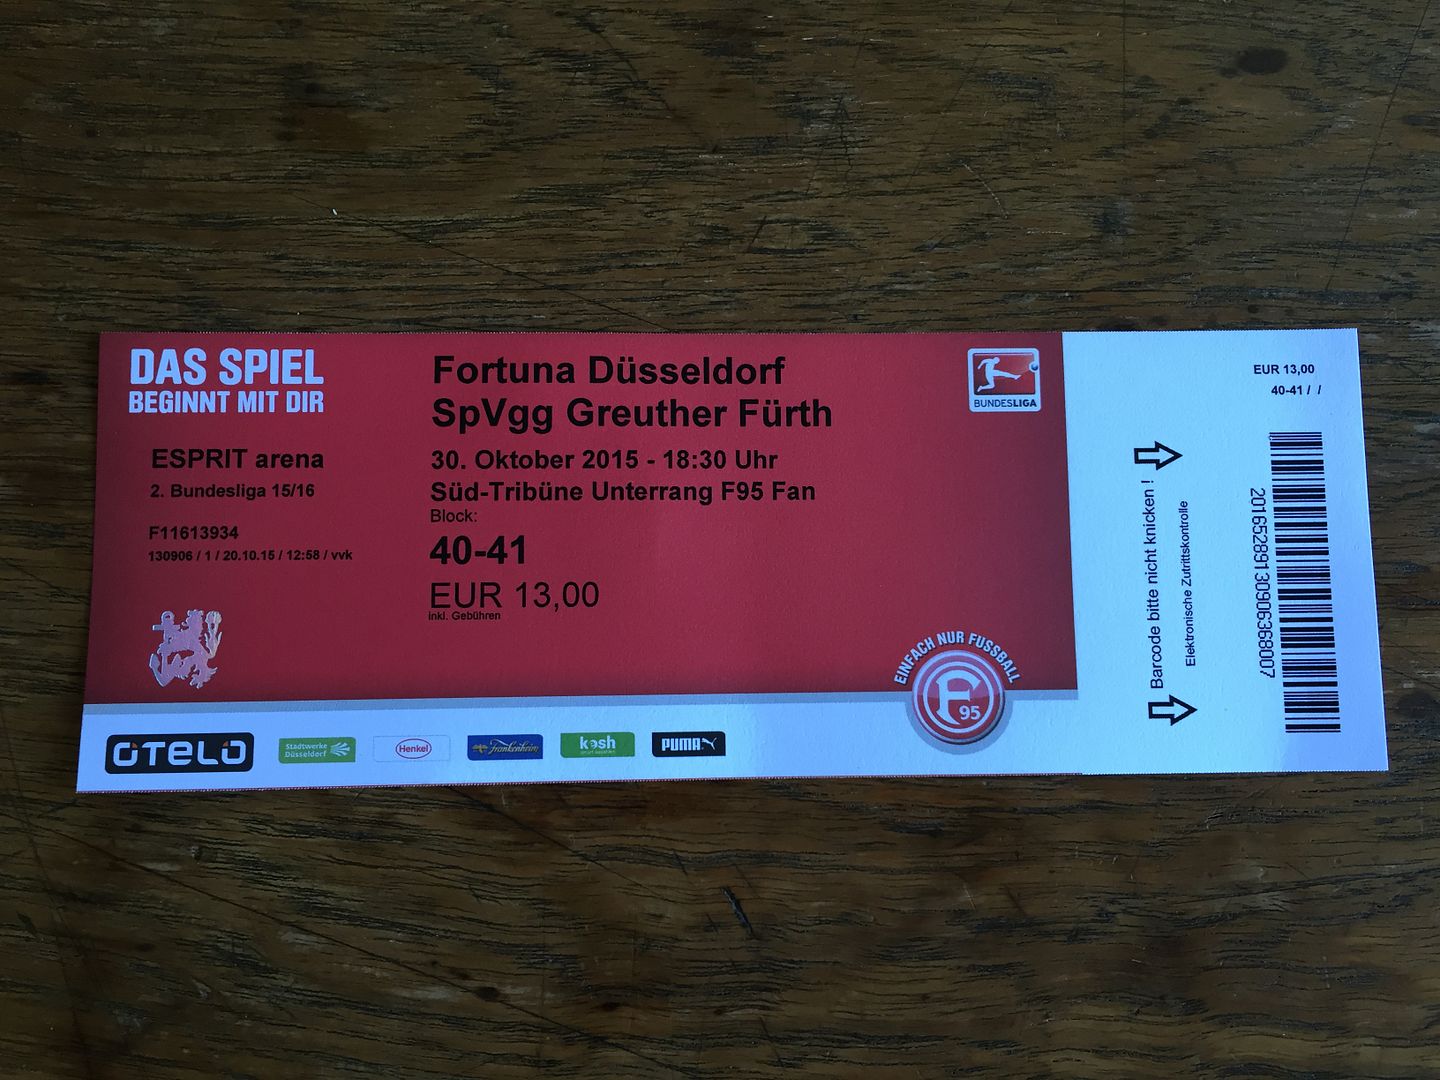 DAS SPIEL
BEGINNT MIT DIR
ESPRIT arena
2. Bundesliga 15/16
F11613934
130906 / 1 / 20.10.15 / 12:58 / vvk
Fortuna Düsseldorf
SpVgg Greuther Fürth
30. Oktober 2015 - 18:30 Uhr
Süd-Tribüne Unterrang F95 Fan
Block:
40-41
EUR 13,00
inkl. Gebühren
BUNDESLIGA
EINFACH NUR FUSSBALL
F 95
OTELO
Stadtwerke
Düsseldorf
Henkel
Frankenheim
kosh
PUMA
EUR 13,00
40-41 / /
Barcode bitte nicht knicken !
Elektronische Zutrittskontrolle
201652891309063680​07